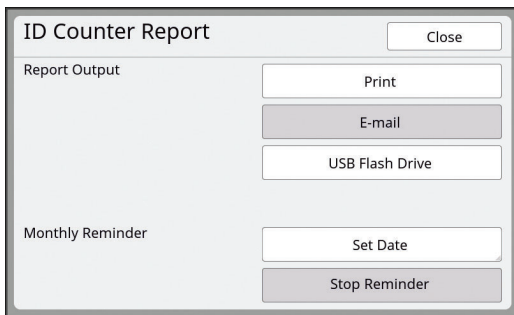 ID Counter Report
Close
Report Output
Print
E-mail
USB Flash Drive
Monthly Reminder
Set Date
Stop Reminder